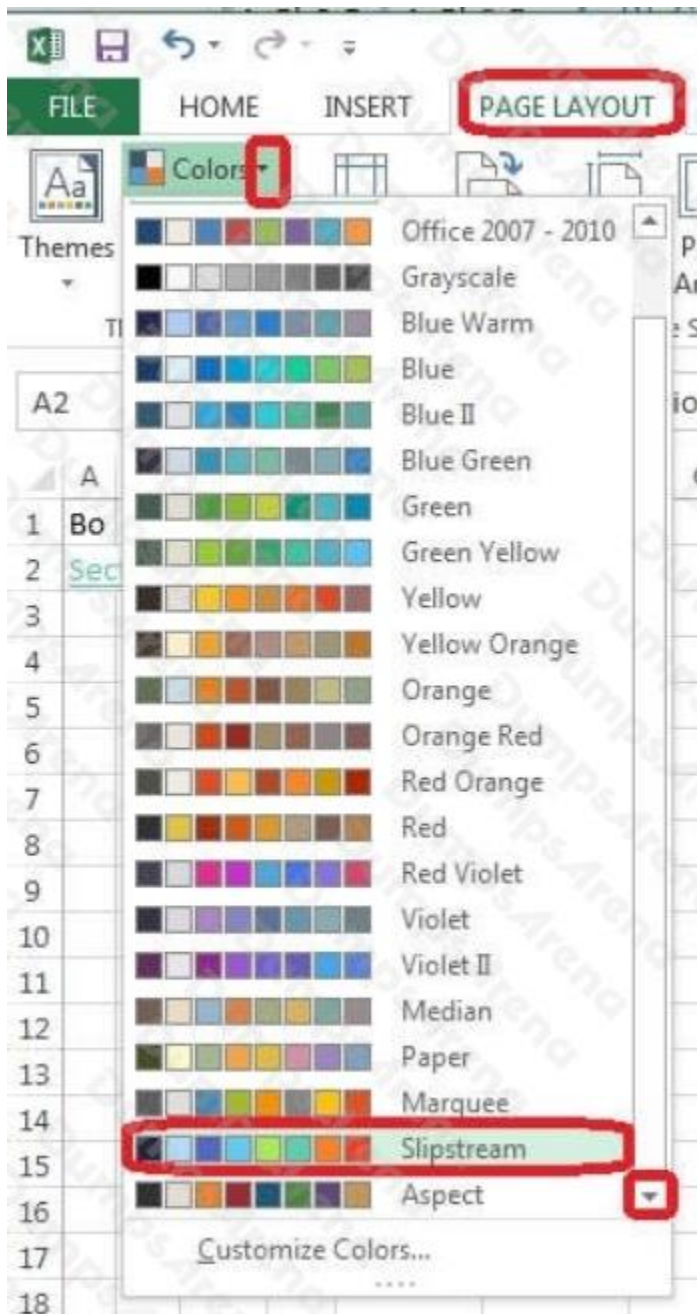 FILE HOME INSERT PAGE LAYOUT
Colors
Aa
Themes
Office 2007 - 2010
Grayscale
Blue Warm
Blue
A2
Blue II
Blue Green
A
Green
1 Bo
Green Yellow
2 Sec
Yellow
3
Yellow Orange
4
Orange
5
Orange Red
6
Red Orange
7
Red
8
Red Violet
9
Violet
10
Violet II
11
Median
12
Paper
13
Marquee
14
Slipstream
15
Aspect
16
Customize Colors...
17
18
DumpsArena